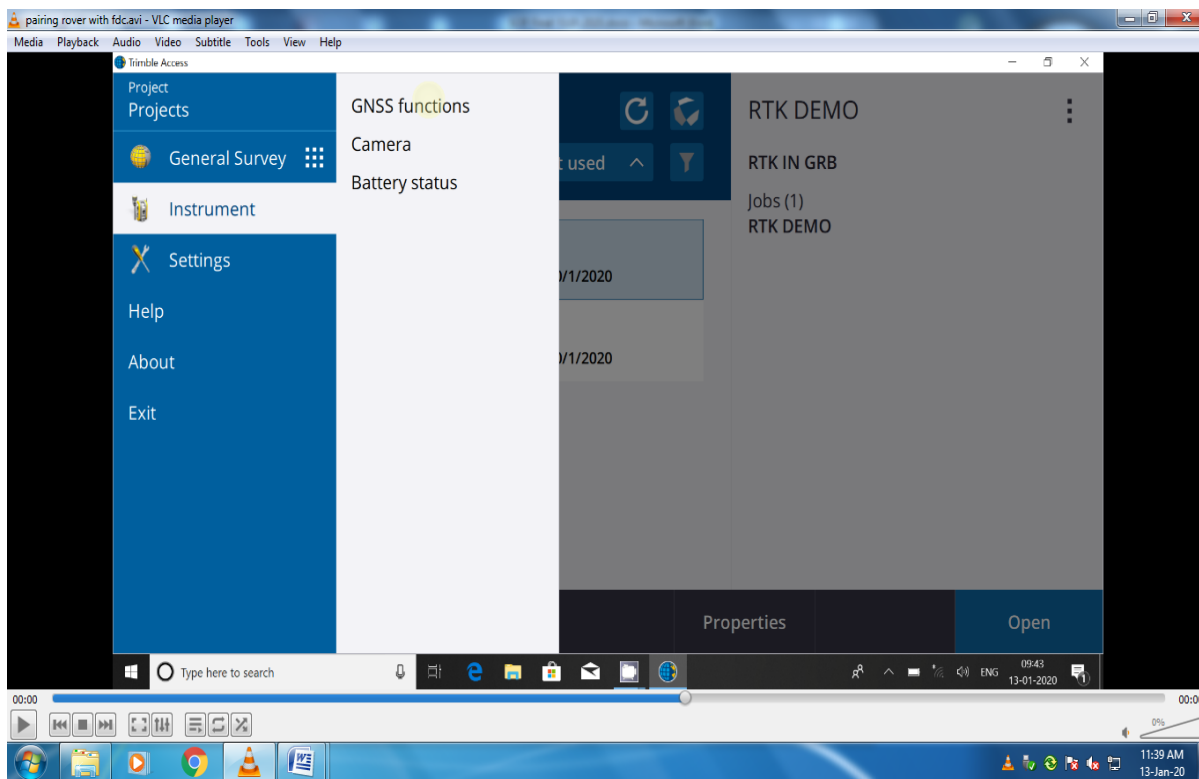 pairing rover with fdc.avi - VLC media player
Media Playback Audio Video Subtitle Tools View Help
Trimble Access
Project
Projects
General Survey
Instrument
Settings
Help
About
Exit
GNSS functions
Camera
Battery status
t used
)/1/2020
)/1/2020
RTK DEMO
RTK IN GRB
Jobs (1)
RTK DEMO
Properties
Open
Type here to search
ENG
09:43
13-01-2020
1
00:00
00:0
0%
11:39 AM
13-Jan-20